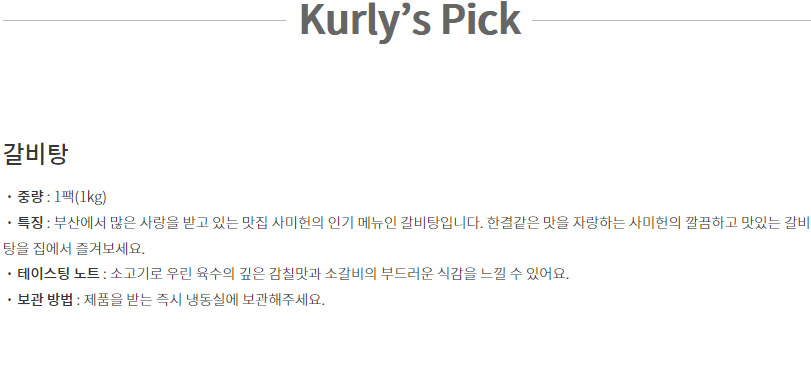 Kurly’s Pick
갈비탕
· 중량 : 1팩(1kg)
· 특징 : 부산에서 많은 사랑을 받고 있는 맛집 사미헌의 인기 메뉴인 갈비탕입니다. 한결같은 맛을 자랑하는 사미헌의 깔끔하고 맛있는 갈비
탕을 집에서 즐겨보세요.
· 테이스팅 노트 : 소고기로 우린 육수의 깊은 감칠맛과 소갈비의 부드러운 식감을 느낄 수 있어요.
· 보관 방법 : 제품을 받는 즉시 냉동실에 보관해주세요.